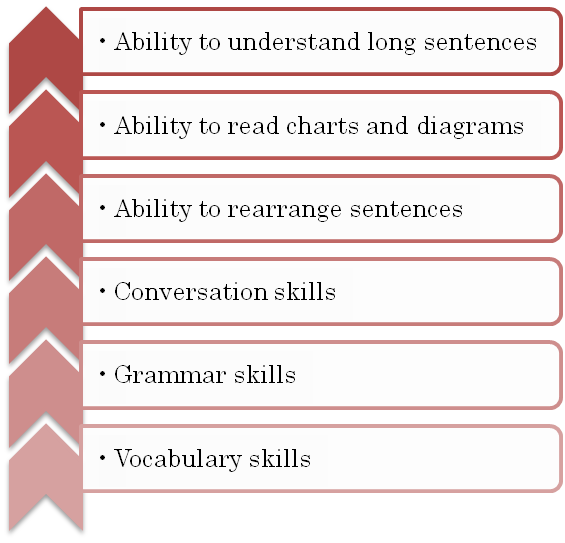 • Ability to understand long sentences
• Ability to read charts and diagrams
• Ability to rearrange sentences
• Conversation skills
• Grammar skills
• Vocabulary skills